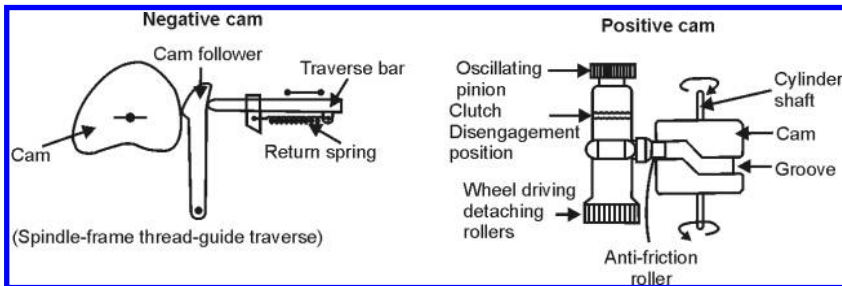 Negative cam
Cam follower
Traverse bar
Cam
Return spring
(Spindle-frame thread-guide traverse)
Positive cam
Oscillating
pinion
Clutch
Disengagement
position
Wheel driving
detaching
rollers
Cylinder
shaft
Cam
Groove
Anti-friction
roller